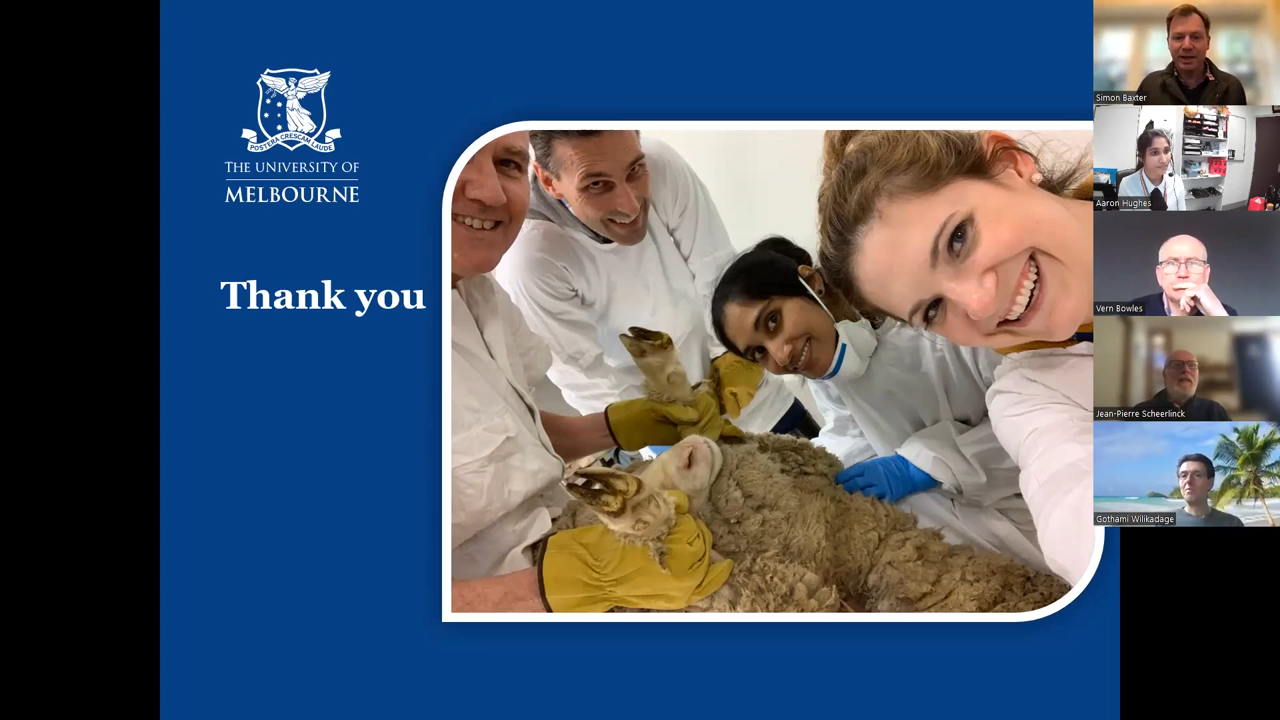 POSTERA CRESCAM LAUDE
THE UNIVERSITY OF
MELBOURNE
Thank you
Simon Baxter
Aaron Hughes
Vern Bowles
Jean-Pierre Scheerlinck
Gothami Wilikadage